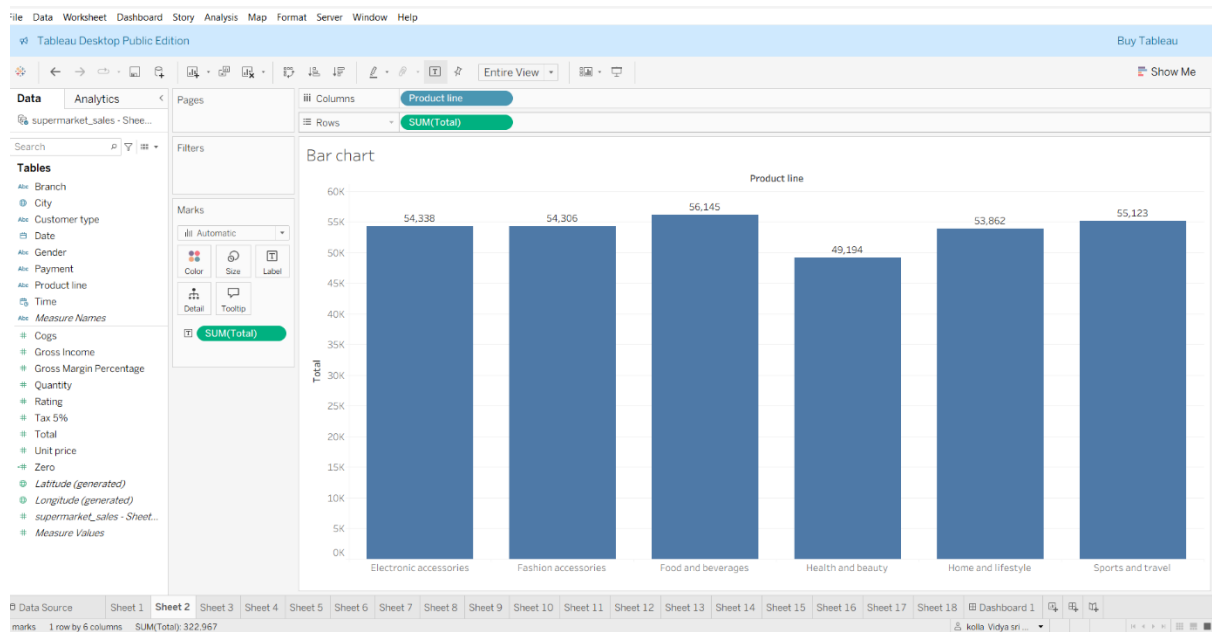 File Data Worksheet Dashboard Story Analysis Map Format Server Window Help
Tableau Desktop Public Edition
Buy Tableau
Entire View
Show Me
Data Analytics
supermarket_sales - Shee...
Search
Tables
Abc Branch
City
Abc Customer type
Date
Abc Gender
Abc Payment
Abc Product line
Time
Abc Measure Names
# Cogs
# Gross Income
# Gross Margin Percentage
# Quantity
# Rating
# Tax 5%
# Total
# Unit price
=# Zero
Latitude (generated)
Longitude (generated)
# supermarket_sales - Sheet...
# Measure Values
Pages
Filters
Marks
Automatic
Color Size Label
Detail Tooltip
SUM(Total)
Columns Product line
Rows SUM(Total)
Bar chart
Product line
Total
60K
55K
50K
45K
40K
35K
30K
25K
20K
15K
10K
5K
0K
54,338 54,306 56,145 49,194 53,862 55,123
Electronic accessories Fashion accessories Food and beverages Health and beauty Home and lifestyle Sports and travel
Data Source Sheet 1 Sheet 2 Sheet 3 Sheet 4 Sheet 5 Sheet 6 Sheet 7 Sheet 8 Sheet 9 Sheet 10 Sheet 11 Sheet 12 Sheet 13 Sheet 14 Sheet 15 Sheet 16 Sheet 17 Sheet 18 Dashboard 1
marks 1 row by 6 columns SUM(Total): 322,967
kolla Vidya sri ...